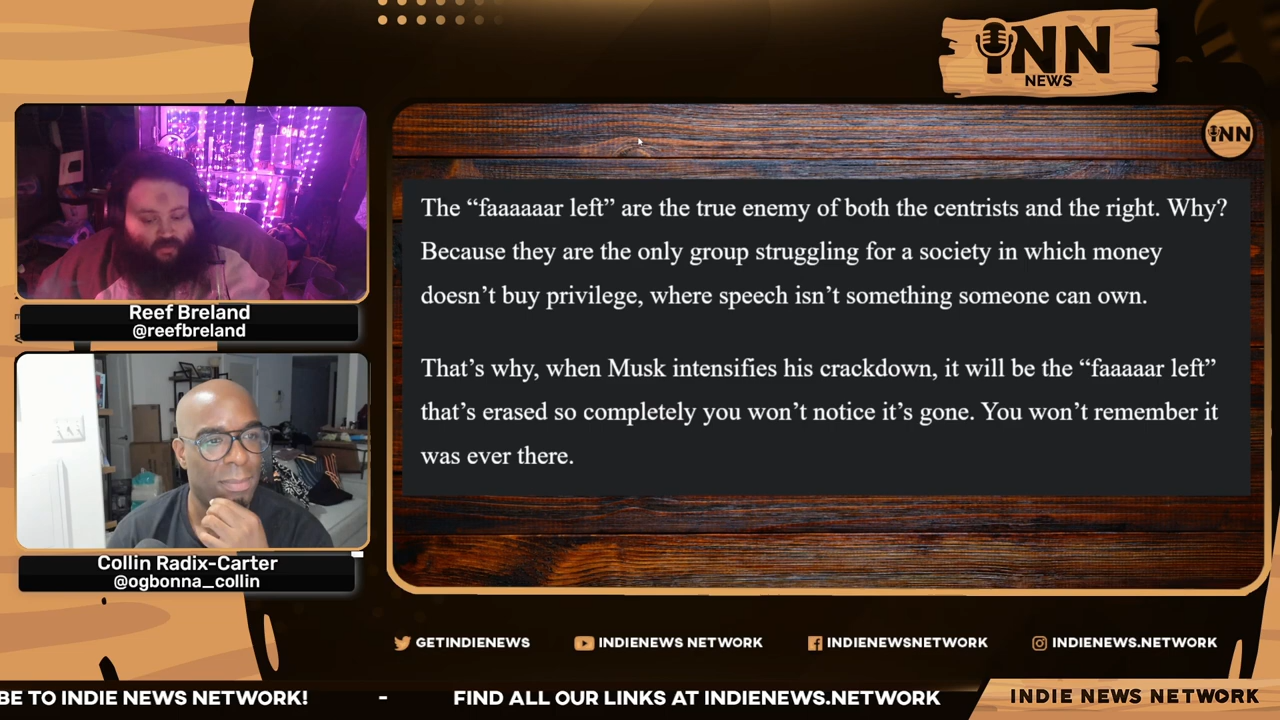 iNN
NEWS
iNN
Reef Breland
@reefbreland
Collin Radix-Carter
@ogbonna_collin
The “faaaaaar left” are the true enemy of both the centrists and the right. Why?
Because they are the only group struggling for a society in which money
doesn’t buy privilege, where speech isn’t something someone can own.
That’s why, when Musk intensifies his crackdown, it will be the “faaaaar left”
that’s erased so completely you won’t notice it’s gone. You won’t remember it
was ever there.
GETINDIENEWS
INDIENEWS NETWORK
INDIENEWSNETWORK
INDIENEWS.NETWORK
BE TO INDIE NEWS NETWORK! - FIND ALL OUR LINKS AT INDIENEWS.NETWORK
INDIE NEWS NETWORK